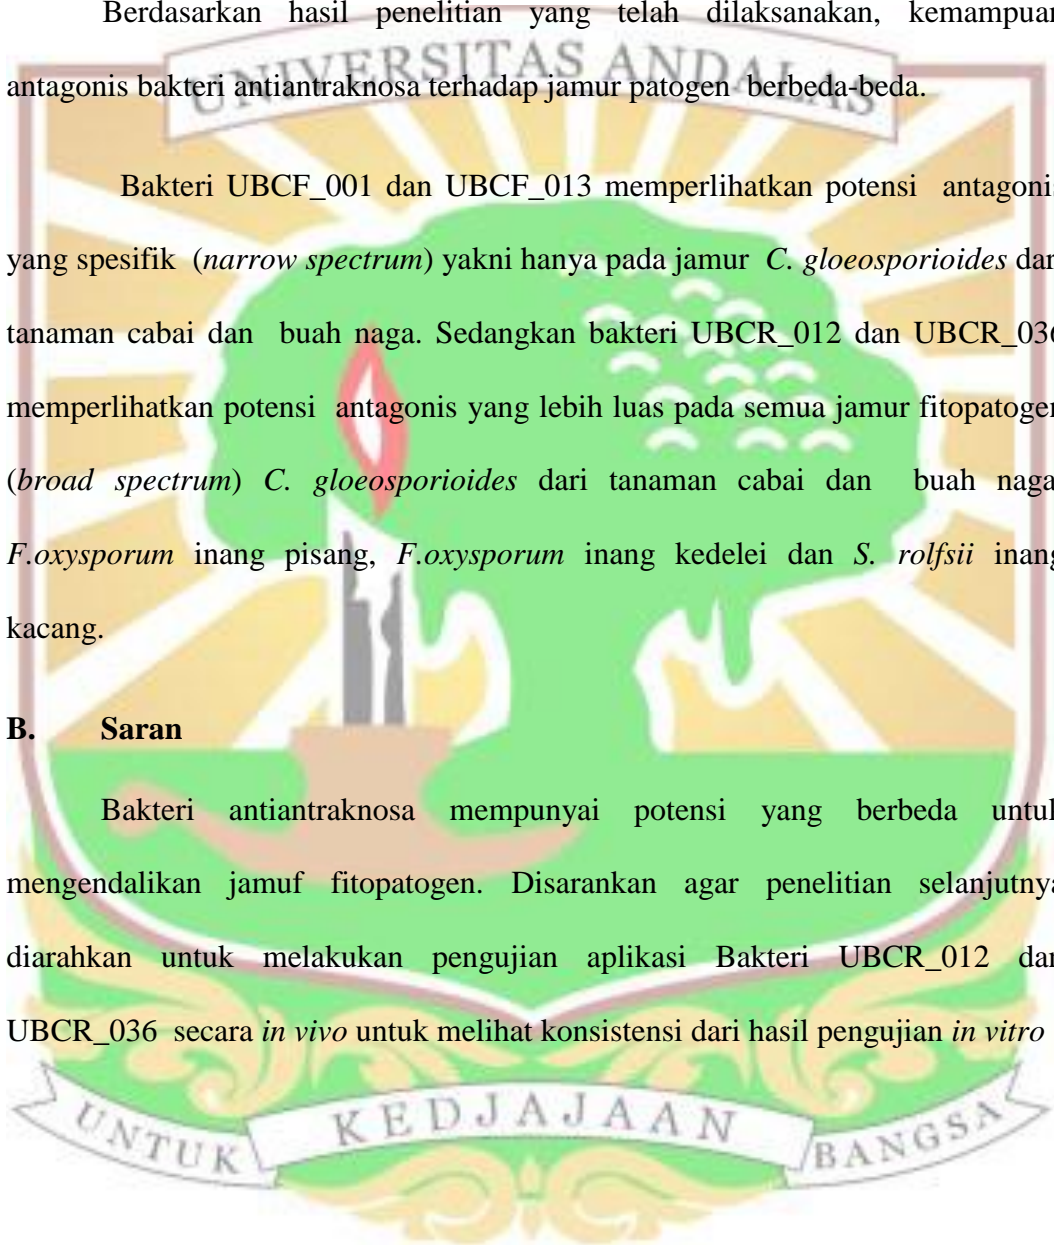 Berdasarkan hasil penelitian yang telah dilaksanakan, kemampuan
UNIVERSITAS ANDALAS
antagonis bakteri antiantraknosa terhadap jamur patogen berbeda-beda.
Bakteri UBCF_001 dan UBCF_013 memperlihatkan potensi antagonis
yang spesifik (narrow spectrum) yakni hanya pada jamur C. gloeosporioides dari
tanaman cabai dan buah naga. Sedangkan bakteri UBCR_012 dan UBCR_036
memperlihatkan potensi antagonis yang lebih luas pada semua jamur fitopatogen
(broad spectrum) C. gloeosporioides dari tanaman cabai dan buah naga
F.oxysporum inang pisang, F.oxysporum inang kedelei dan S. rolfsii inang
kacang.
B. Saran
Bakteri antiantraknosa mempunyai potensi yang berbeda untuk
mengendalikan jamuf fitopatogen. Disarankan agar penelitian selanjutnya
diarahkan untuk melakukan pengujian aplikasi Bakteri UBCR_012 dan
UBCR_036 secara in vivo untuk melihat konsistensi dari hasil pengujian in vitro
UNTUK KEDJAJAAN BANGSA